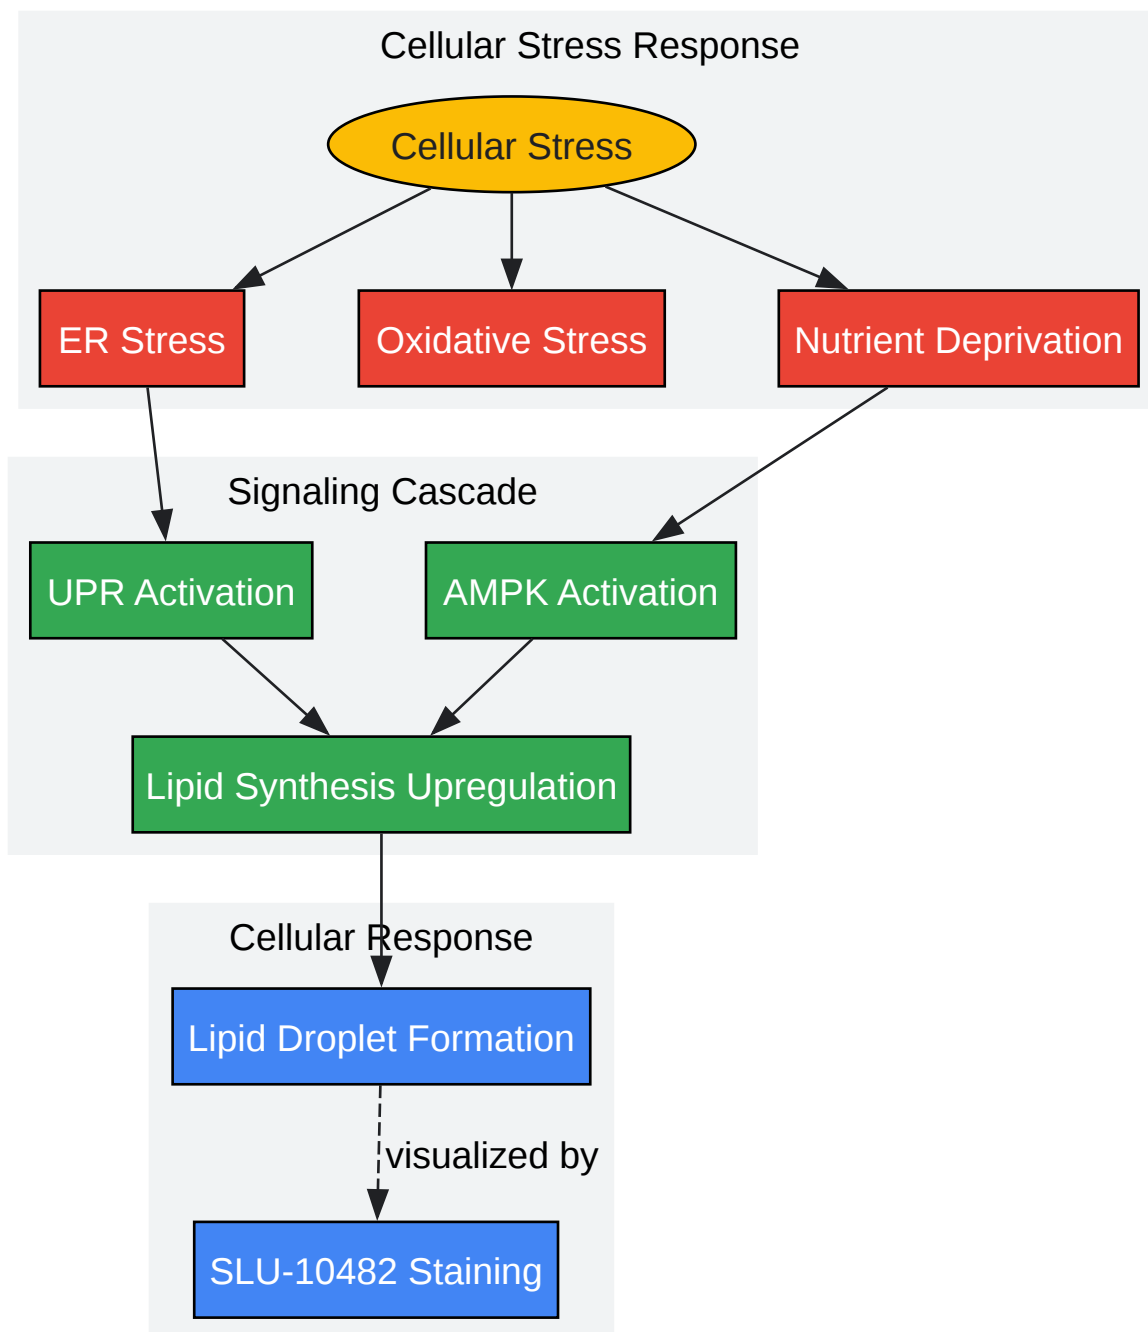 Cellular Stress Response
Cellular Stress
ER Stress
Oxidative Stress
Nutrient Deprivation
Signaling Cascade
UPR Activation
AMPK Activation
Lipid Synthesis Upregulation
Cellular Response
Lipid Droplet Formation
visualized by
SLU-10482 Staining